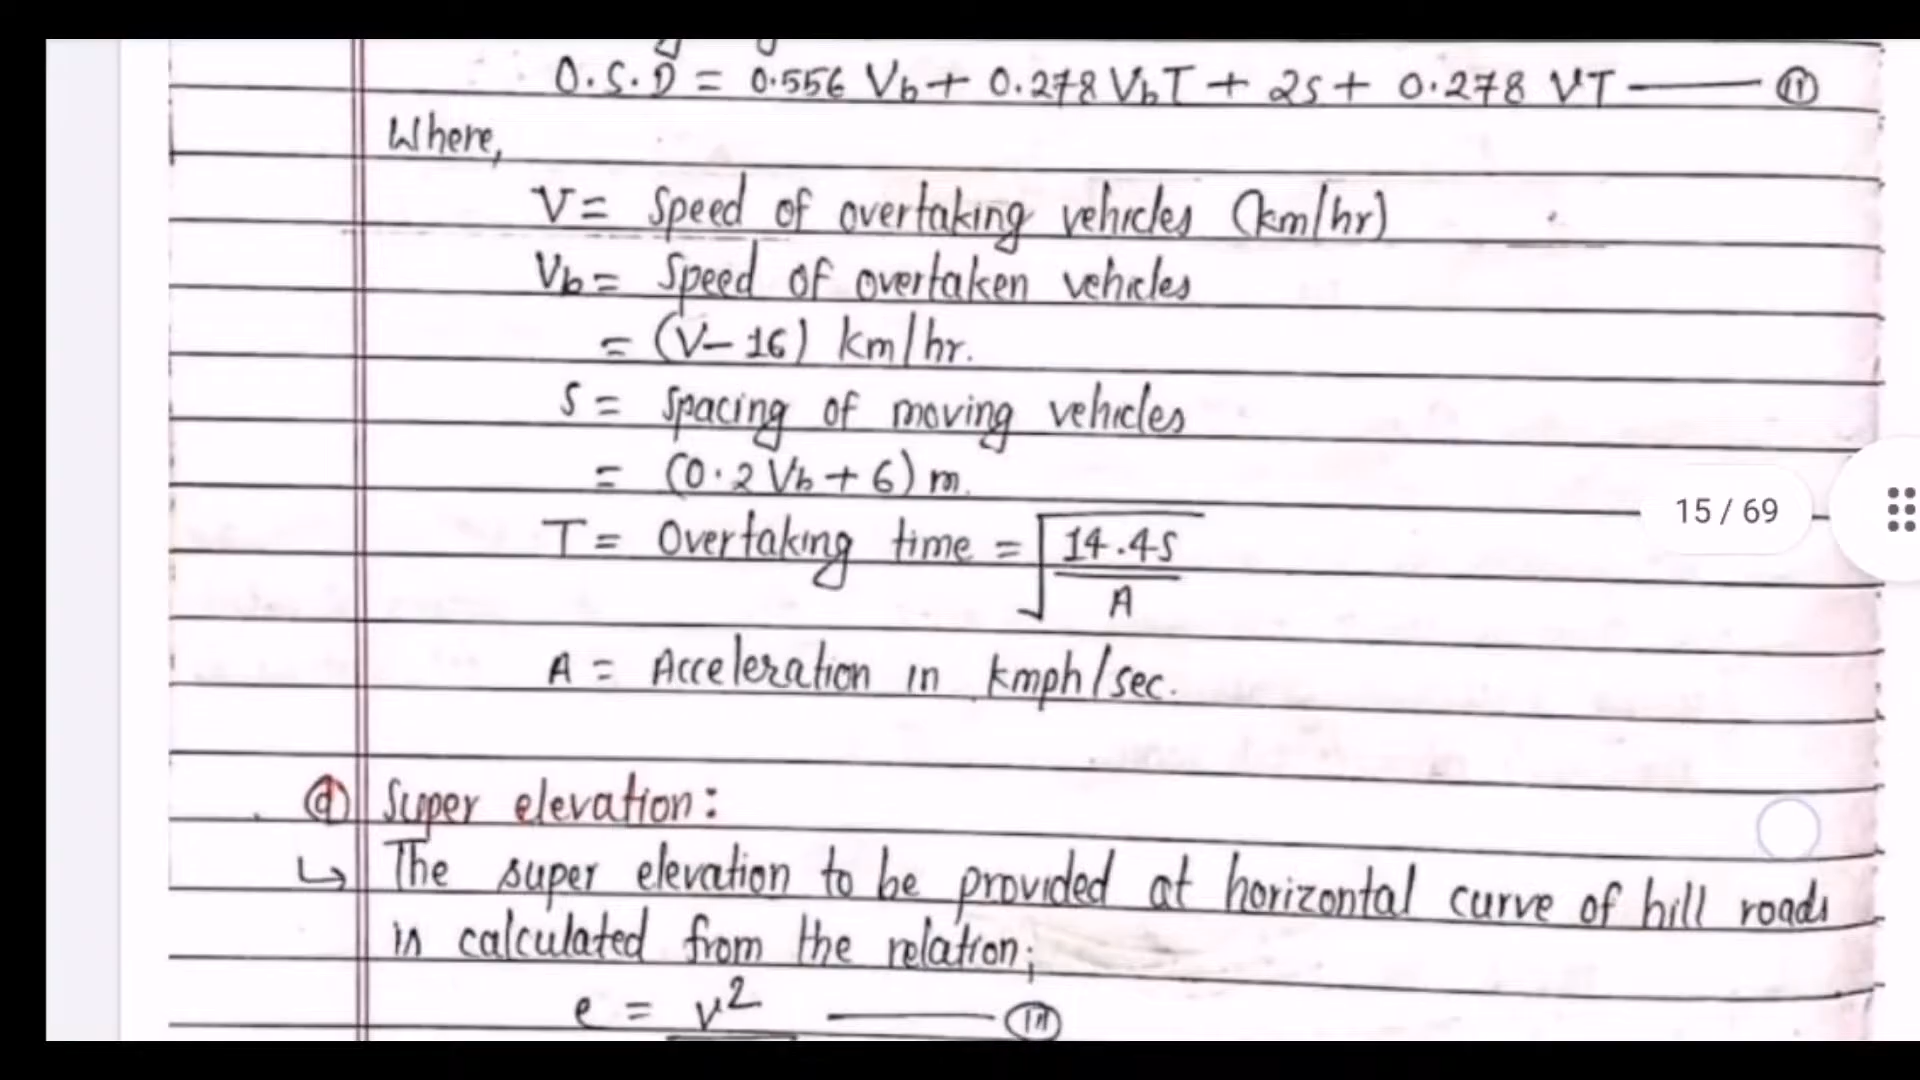 O.S.D = 0.556 Vb + 0.278 VbT + 2s + 0.278 VT — (ii)
Where,
V = Speed of overtaking vehicles (km/hr)
Vb = Speed of overtaken vehicles
= (V-16) km/hr.
S = Spacing of moving vehicles
= (0.2 Vb + 6) m.
T = Overtaking time = √(14.4s / A)
15 / 69
A = Acceleration in kmph/sec.
(d) Super elevation:
↳ The super elevation to be provided at horizontal curve of hill roads
is calculated from the relation;
e = v² — (iii)